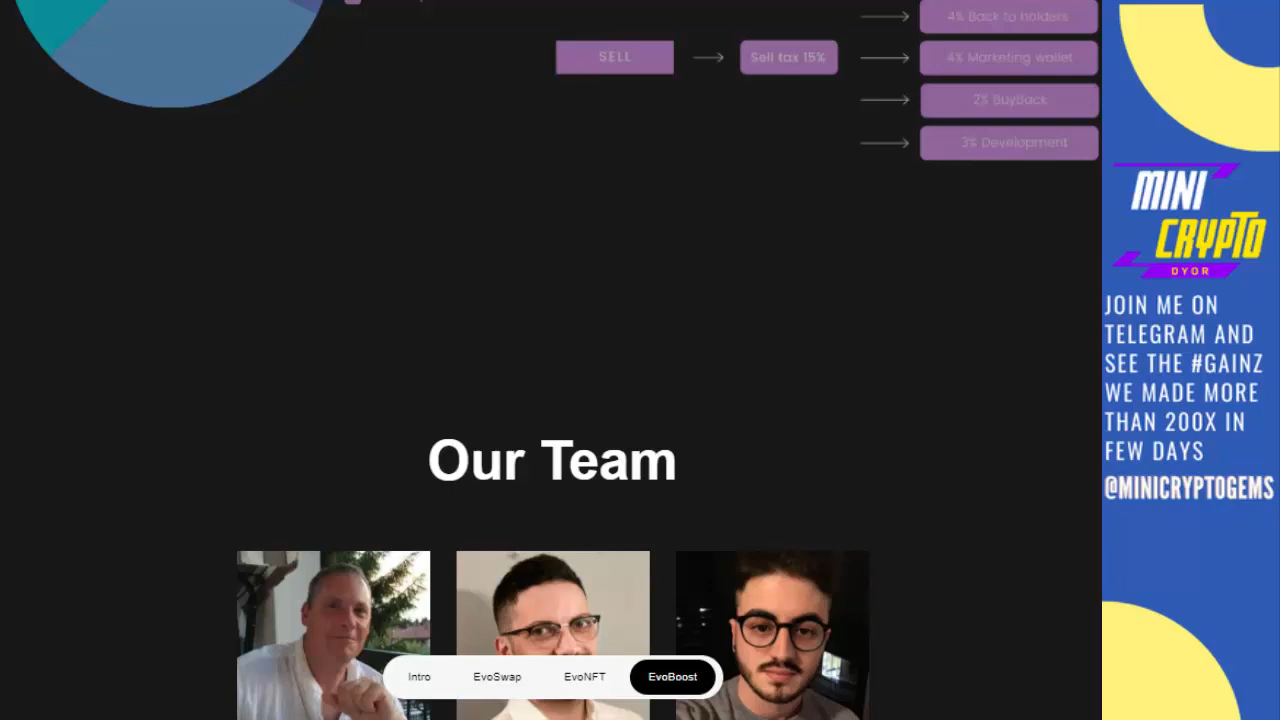 4% Back to holders
SELL
Sell tax 15%
4% Marketing wallet
2% BuyBack
3% Development
Our Team
Intro
EvoSwap
EvoNFT
EvoBoost
MINI
CRYPTO
DYOR
JOIN ME ON
TELEGRAM AND
SEE THE #GAINZ
WE MADE MORE
THAN 200X IN
FEW DAYS
@MINICRYPTOGEMS